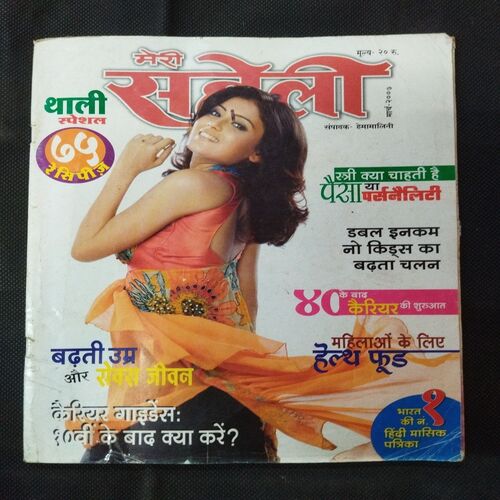 मूल्य- २० रु.
मेरी
सहेली
मार्च-२००७
संपादक- हेमामालिनी
थाली
स्पेशल
७५
रेसिपीज़
स्त्री क्या चाहती है
पैसा या
पर्सनैलिटी
डबल इनकम
नो किड्स का
बढ़ता चलन
४० के बाद
कैरियर की शुरुआत
महिलाओं के लिए
हेल्थ फूड
बढ़ती उम्र
और सेक्स जीवन
कैरियर गाइडेंस:
१०वीं के बाद क्या करें?
भारत
की नं. १
हिंदी मासिक
पत्रिका